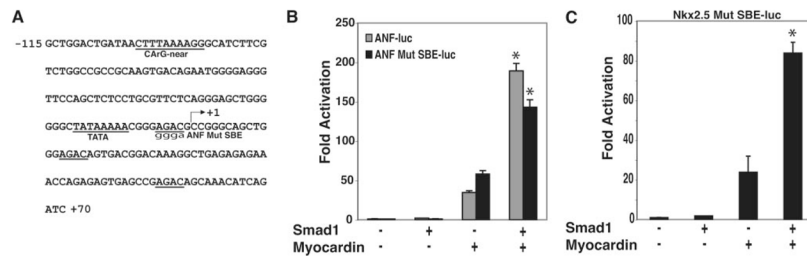 A
-115 GCTGGACTGATAACTTTAAAAGGGCATCTTCG
CArG-near
TCTGGCCGCCGCAAGTGACAGAATGGGGAGGG
TTCCAGCTCTCCTGCGTTCTCAGGGAGCTGGG
+1
GGGCTATAAAAACGGGAGACGCCGGGCAGCTG
TATA
ggga ANF Mut SBE
GGAGACAGTGACGGACAAAGGCTGAGAGAGAA
ACCAGAGAGTGAGCCGAGACAGCAAACATCAG
ATC +70
B
Fold Activation
250
200
150
100
50
0
ANF-luc
ANF Mut SBE-luc
* *
Smad1 - + - +
Myocardin - - + +
C
Nkx2.5 Mut SBE-luc
Fold Activation
100
80
60
40
20
0
*
Smad1 - + - +
Myocardin - - + +